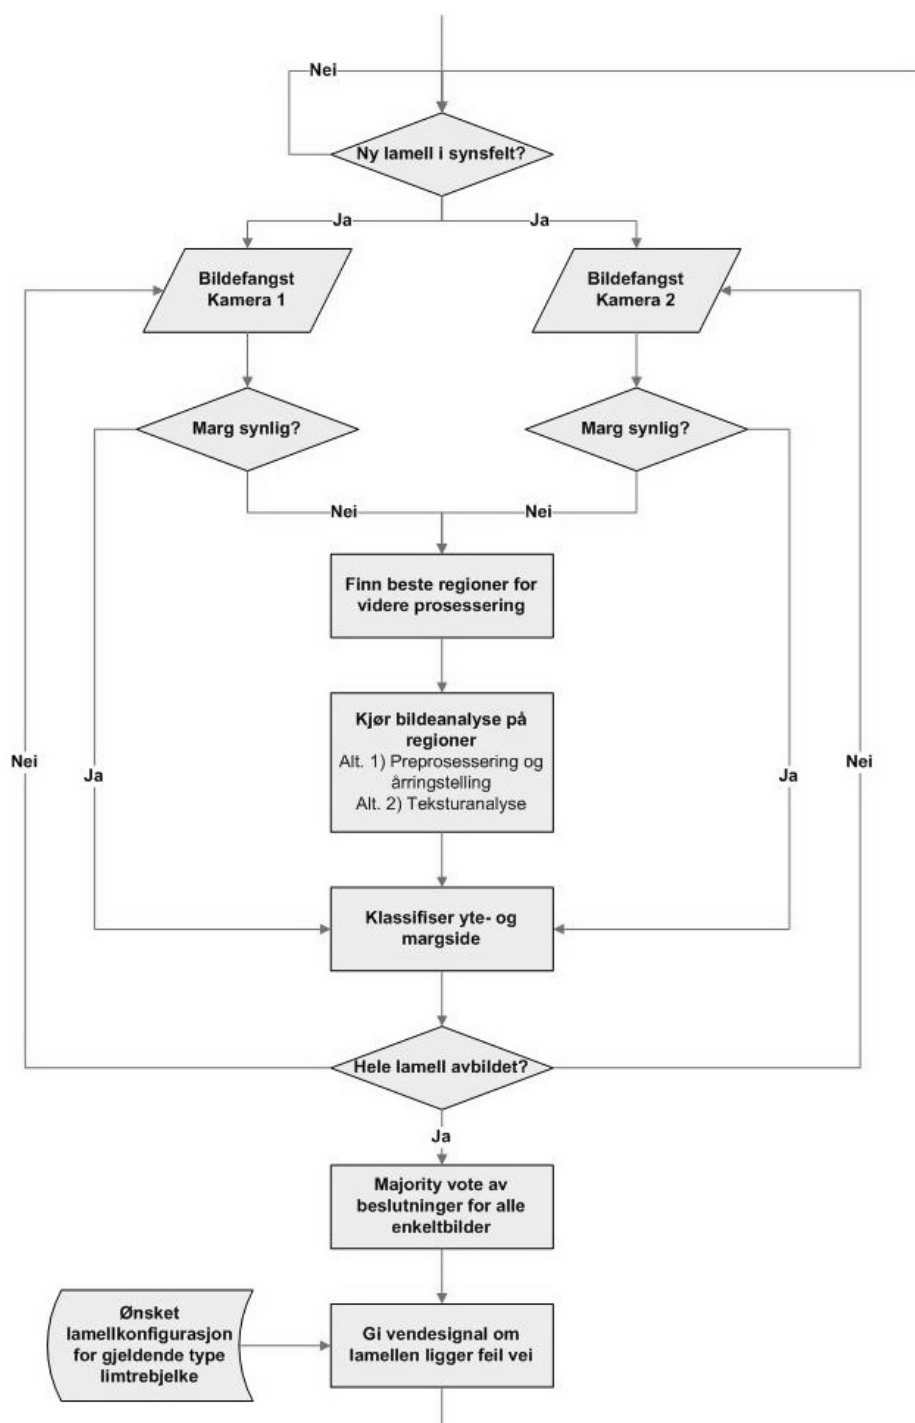 Nei
Ny lamell i synsfelt?
Ja
Ja
Bildefangst
Kamera 1
Bildefangst
Kamera 2
Marg synlig?
Marg synlig?
Nei
Nei
Finn beste regioner for
videre prosessering
Kjør bildeanalyse på
regioner
Alt. 1) Preprosessering og
årringstelling
Alt. 2) Teksturanalyse
Nei
Ja
Ja
Nei
Klassifiser yte- og
margside
Hele lamell avbildet?
Ja
Majority vote av
beslutninger for alle
enkeltbilder
Ønsket
lamellkonfigurasjon
for gjeldende type
limtrebjelke
Gi vendesignal om
lamellen ligger feil vei